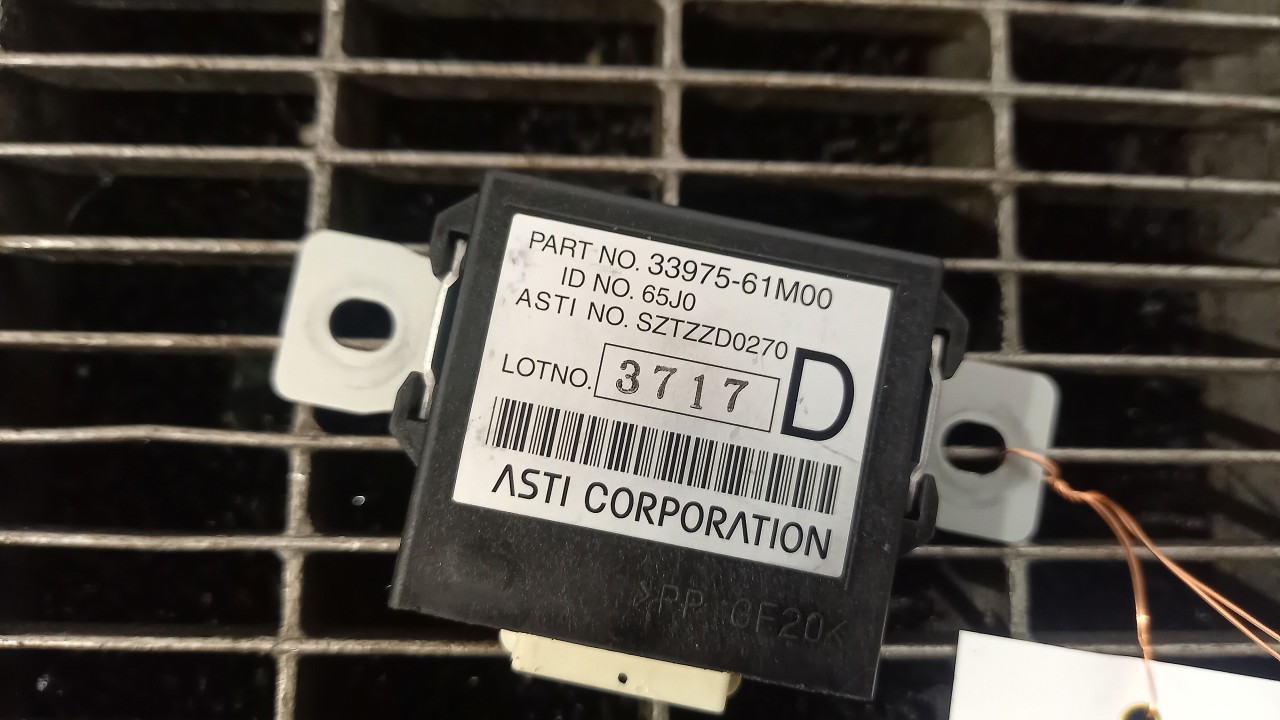 PART NO. 33975-61M00
ID NO. 65J0
ASTI NO. SZTZZD0270
D
LOTNO. 3717
ASTI CORPORATION
>PP GF20<